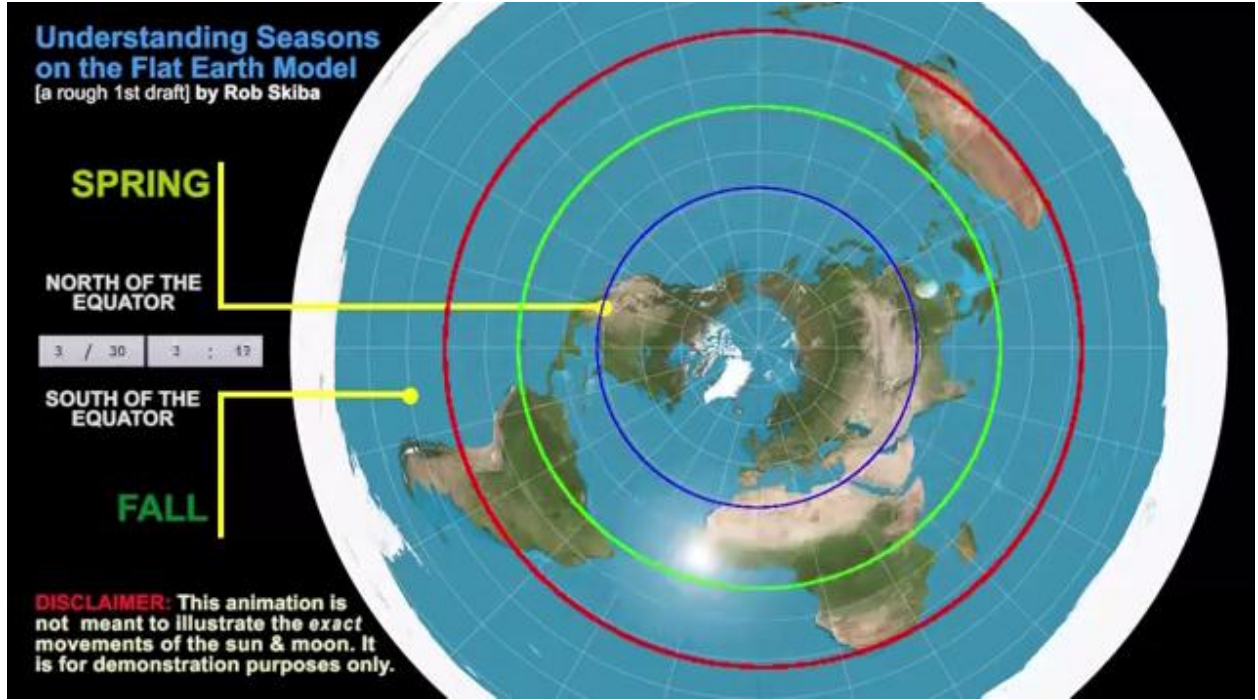 Understanding Seasons
on the Flat Earth Model
[a rough 1st draft] by Rob Skiba
SPRING
NORTH OF THE
EQUATOR
3 / 30
SOUTH OF THE
EQUATOR
FALL
DISCLAIMER: This animation is
not meant to illustrate the exact
movements of the sun & moon. It
is for demonstration purposes only.